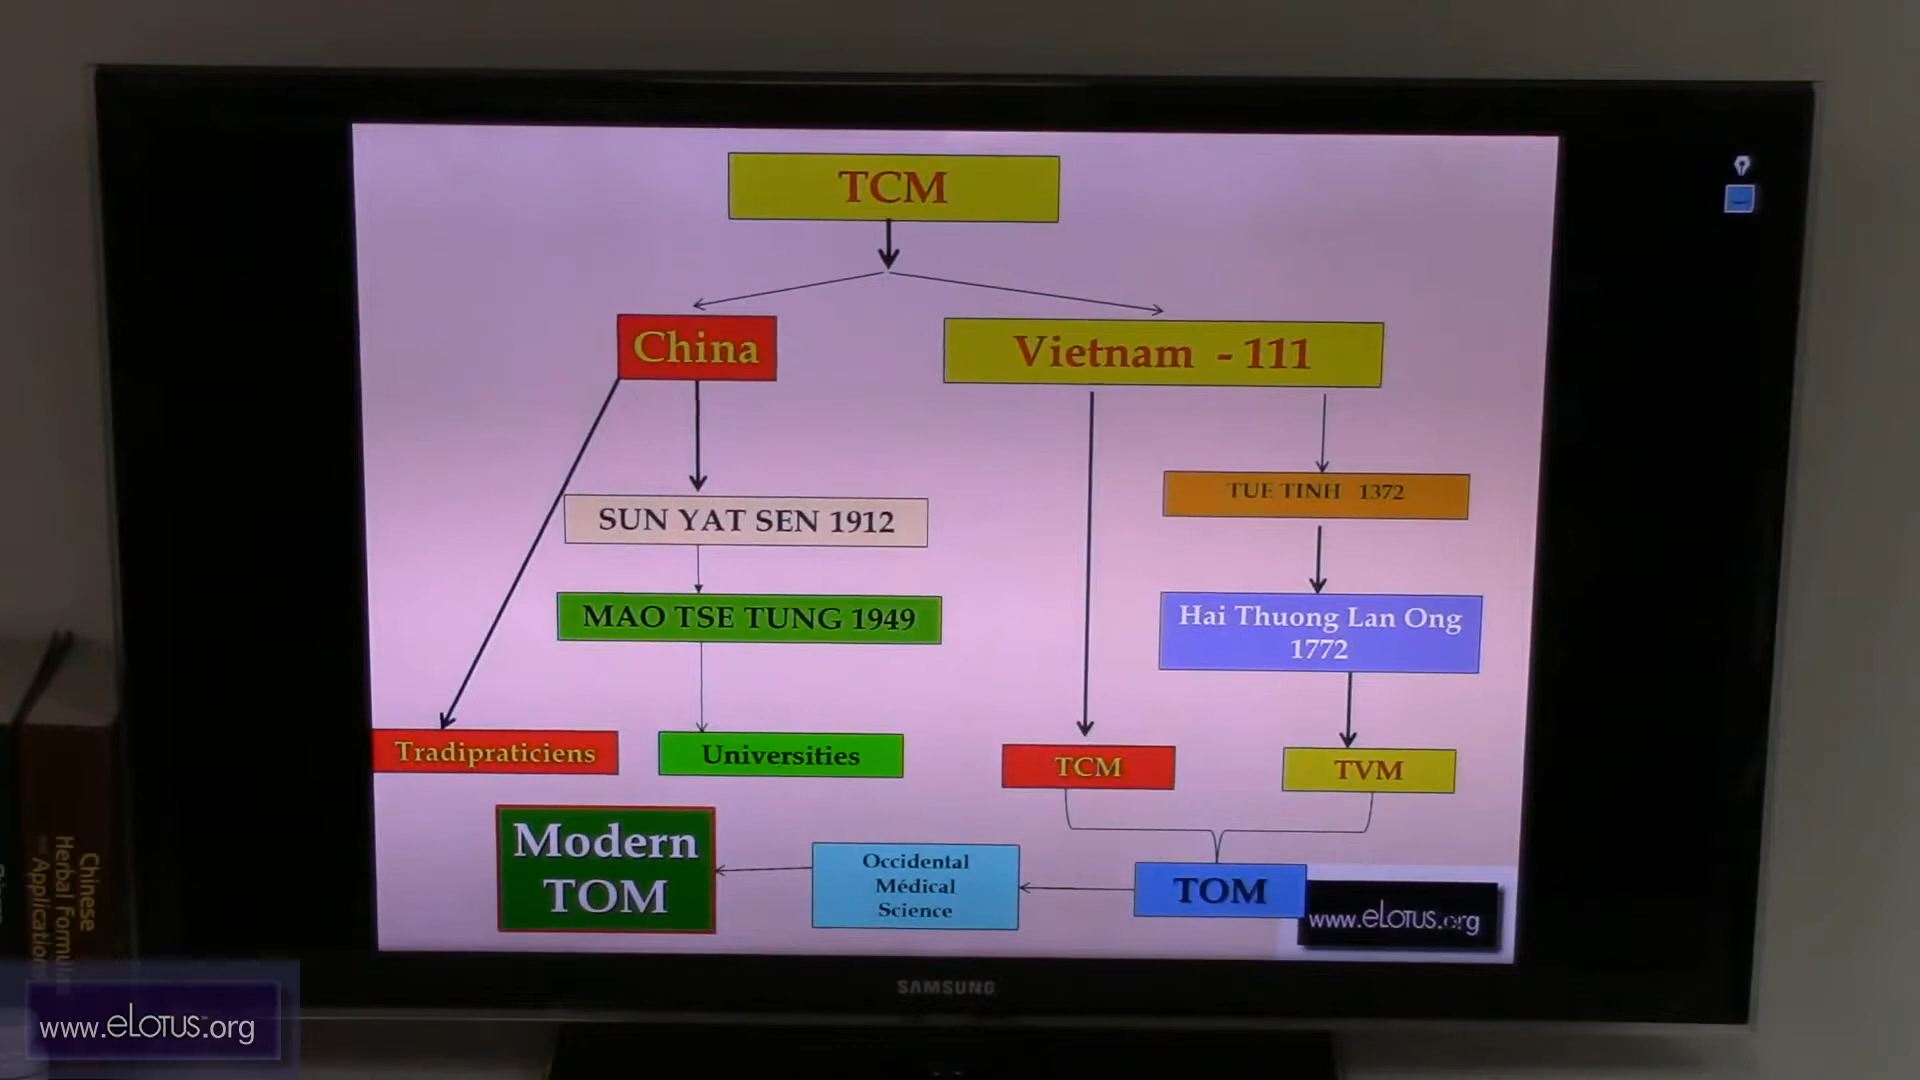 TCM
China
Vietnam - 111
SUN YAT SEN 1912
TUE TINH 1372
MAO TSE TUNG 1949
Hai Thuong Lan Ong
1772
Tradipraticiens
Universities
TCM
TVM
Modern
TOM
Occidental
Médical
Science
TOM
www.eLotus.org
SAMSUNG
Chinese
Herbal Formulas
Applications
www.eLotus.org